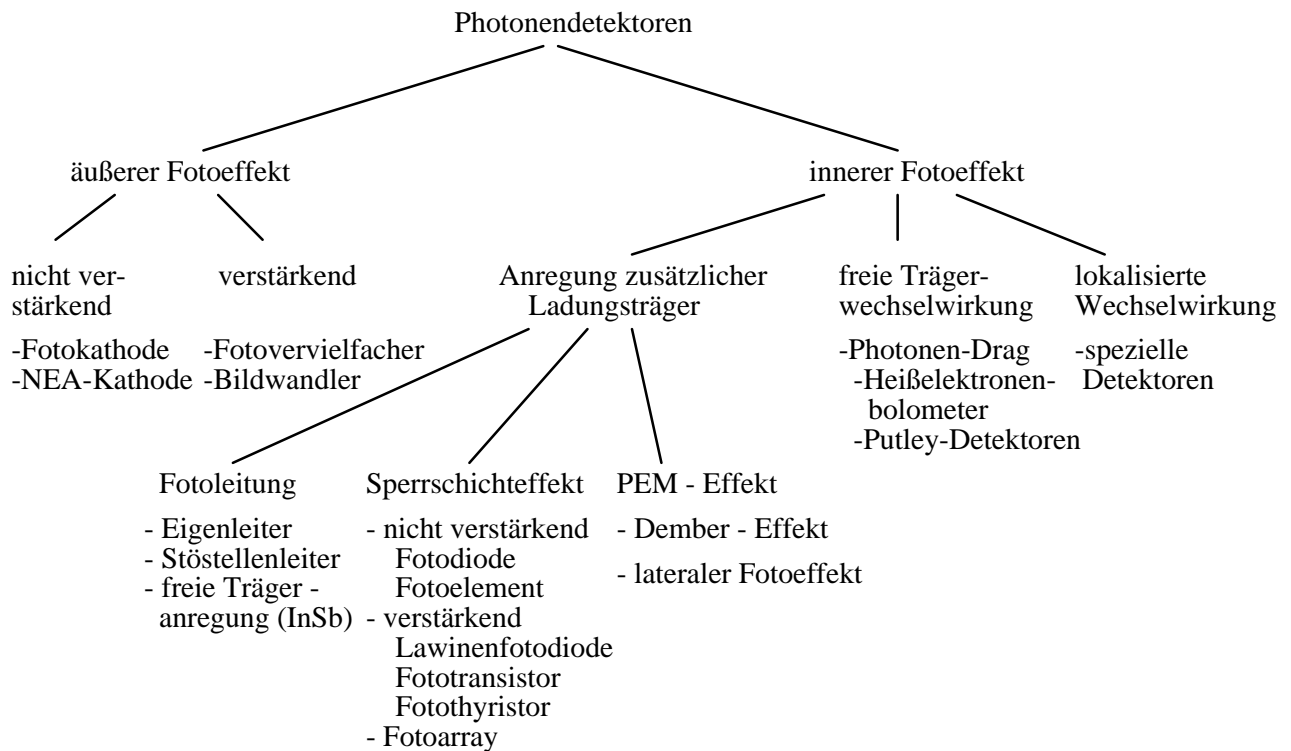 Photonendetektoren
äußerer Fotoeffekt
innerer Fotoeffekt
nicht ver-
stärkend
-Fotokathode
-NEA-Kathode
verstärkend
-Fotovervielfacher
-Bildwandler
Anregung zusätzlicher
Ladungsträger
freie Träger-
wechselwirkung
-Photonen-Drag
-Heißelektronen-
bolometer
-Putley-Detektoren
lokalisierte
Wechselwirkung
-spezielle
Detektoren
Fotoleitung
- Eigenleiter
- Stöstellenleiter
- freie Träger -
anregung (InSb)
Sperrschichteffekt
- nicht verstärkend
Fotodiode
Fotoelement
- verstärkend
Lawinenfotodiode
Fototransistor
Fotothyristor
- Fotoarray
PEM - Effekt
- Dember - Effekt
- lateraler Fotoeffekt